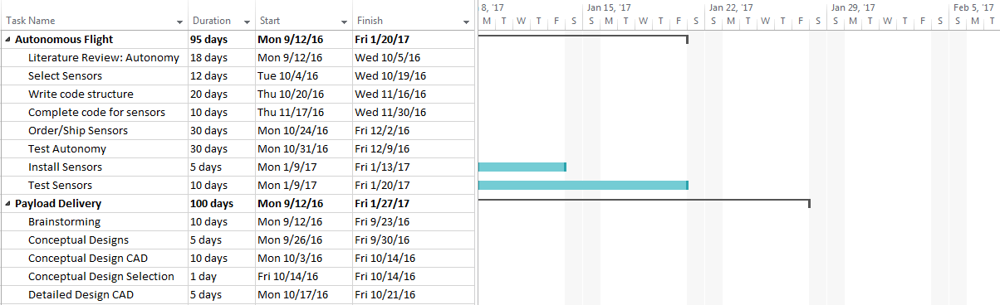 8, '17 Jan 15, '17 Jan 22, '17 Jan 29, '17 Feb 5, '17
Task Name Duration Start Finish M T W T F S S M T W T F S S M T W T F S S M T W T F S S M T
Autonomous Flight 95 days Mon 9/12/16 Fri 1/20/17
Literature Review: Autonomy 18 days Mon 9/12/16 Wed 10/5/16
Select Sensors 12 days Tue 10/4/16 Wed 10/19/16
Write code structure 20 days Thu 10/20/16 Wed 11/16/16
Complete code for sensors 10 days Thu 11/17/16 Wed 11/30/16
Order/Ship Sensors 30 days Mon 10/24/16 Fri 12/2/16
Test Autonomy 30 days Mon 10/31/16 Fri 12/9/16
Install Sensors 5 days Mon 1/9/17 Fri 1/13/17
Test Sensors 10 days Mon 1/9/17 Fri 1/20/17
Payload Delivery 100 days Mon 9/12/16 Fri 1/27/17
Brainstorming 10 days Mon 9/12/16 Fri 9/23/16
Conceptual Designs 5 days Mon 9/26/16 Fri 9/30/16
Conceptual Design CAD 10 days Mon 10/3/16 Fri 10/14/16
Conceptual Design Selection 1 day Fri 10/14/16 Fri 10/14/16
Detailed Design CAD 5 days Mon 10/17/16 Fri 10/21/16